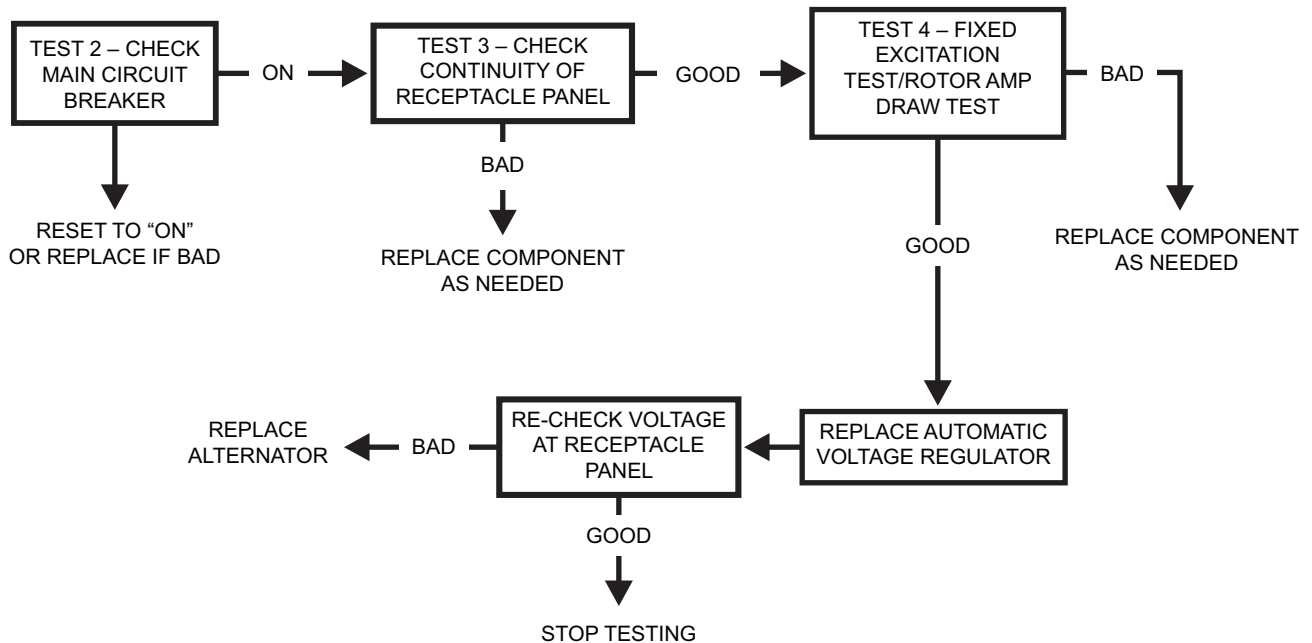 TEST 2 – CHECK
MAIN CIRCUIT
BREAKER
ON
TEST 3 – CHECK
CONTINUITY OF
RECEPTACLE PANEL
GOOD
TEST 4 – FIXED
EXCITATION
TEST/ROTOR AMP
DRAW TEST
BAD
RESET TO “ON”
OR REPLACE IF BAD
BAD
REPLACE COMPONENT
AS NEEDED
GOOD
REPLACE COMPONENT
AS NEEDED
REPLACE
ALTERNATOR
BAD
RE-CHECK VOLTAGE
AT RECEPTACLE
PANEL
REPLACE AUTOMATIC
VOLTAGE REGULATOR
GOOD
STOP TESTING